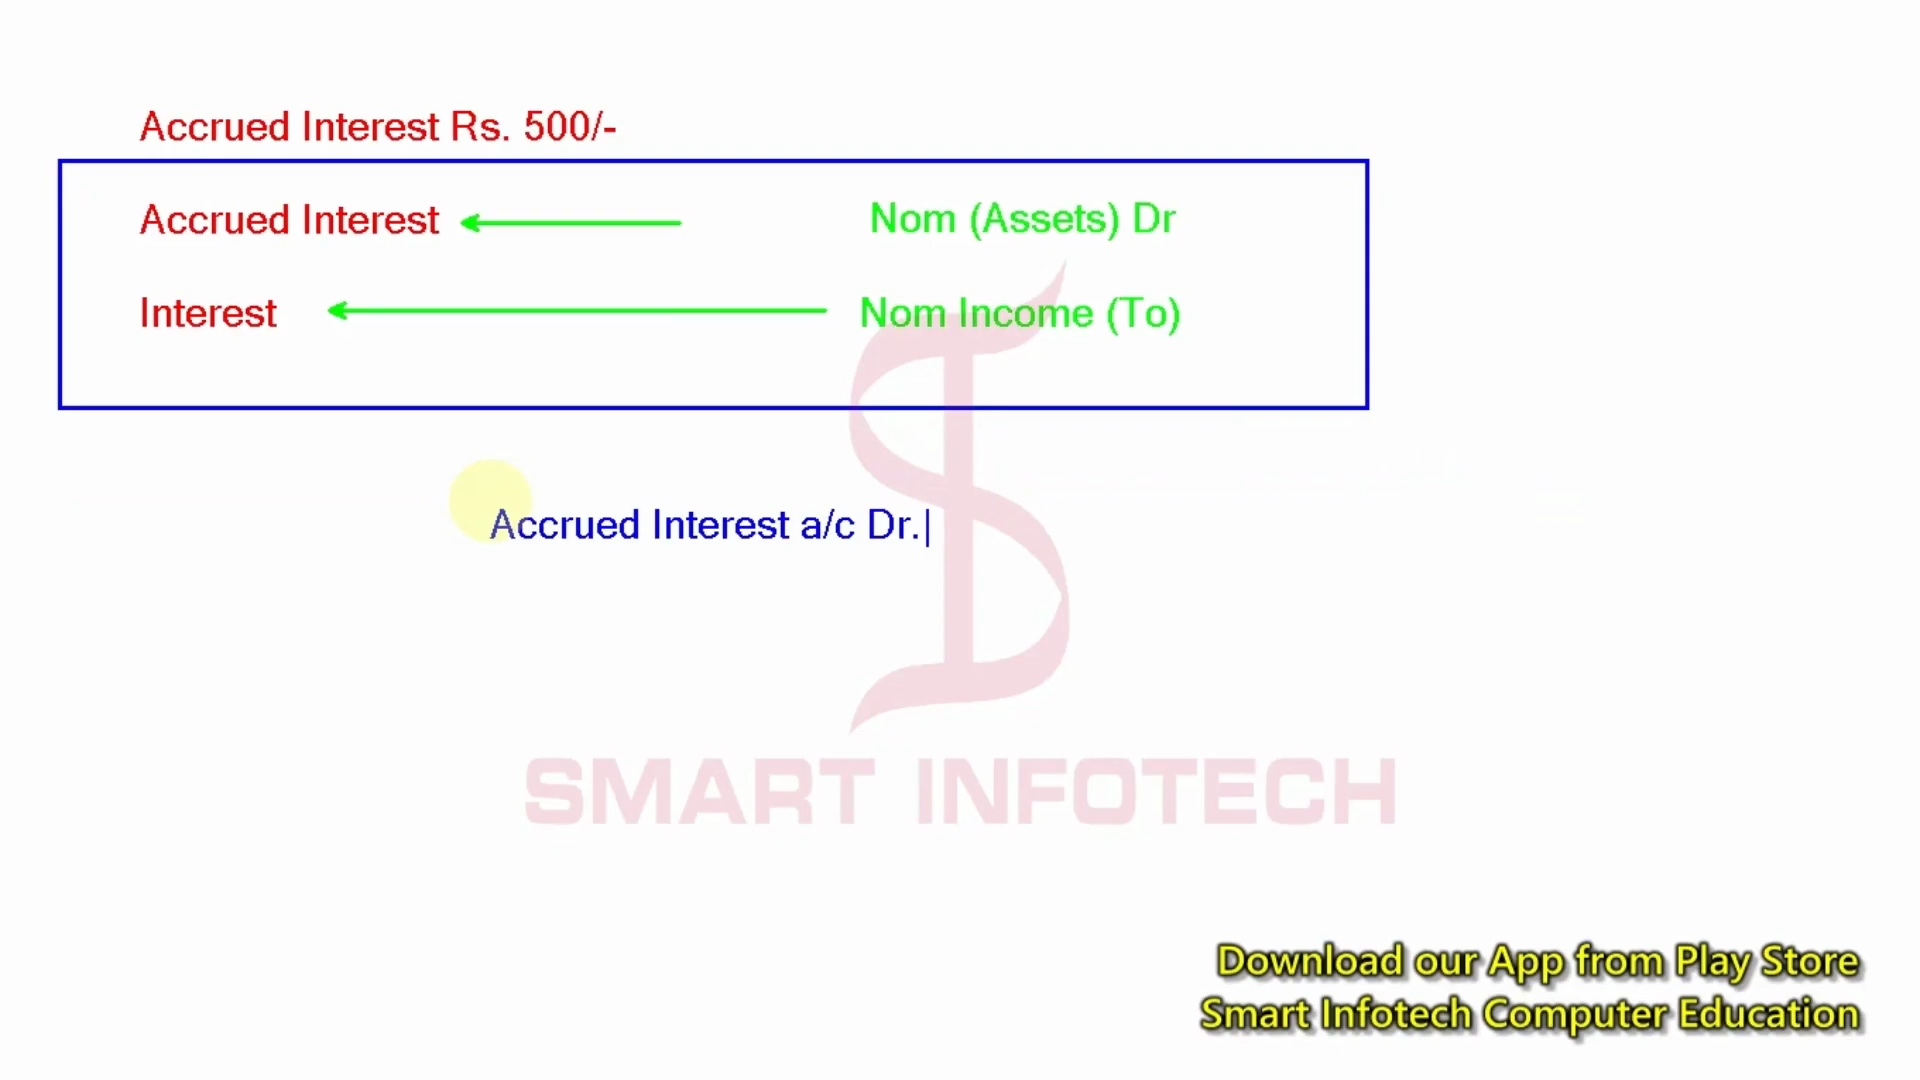 Accrued Interest Rs. 500/-
Accrued Interest Nom (Assets) Dr
Interest Nom Income (To)
Accrued Interest a/c Dr.
SMART INFOTECH
Download our App from Play Store
Smart Infotech Computer Education